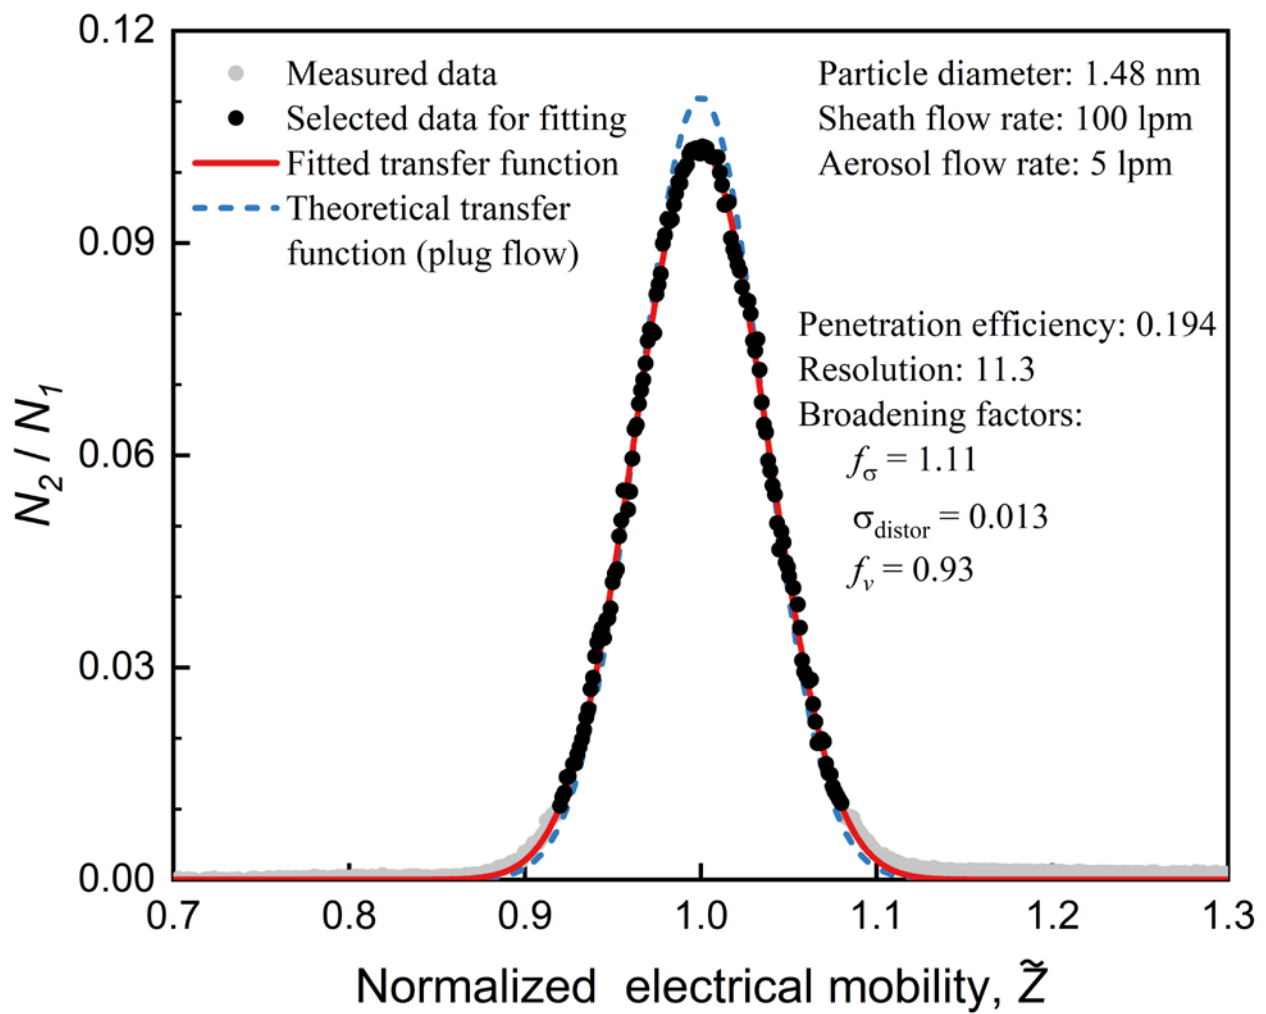 0.12
0.09
0.06
0.03
0.00
N2 / N1
Measured data
Selected data for fitting
Fitted transfer function
Theoretical transfer
function (plug flow)
Particle diameter: 1.48 nm
Sheath flow rate: 100 lpm
Aerosol flow rate: 5 lpm
Penetration efficiency: 0.194
Resolution: 11.3
Broadening factors:
fσ = 1.11
σdistor = 0.013
fv = 0.93
0.7 0.8 0.9 1.0 1.1 1.2 1.3
Normalized electrical mobility, Z̃